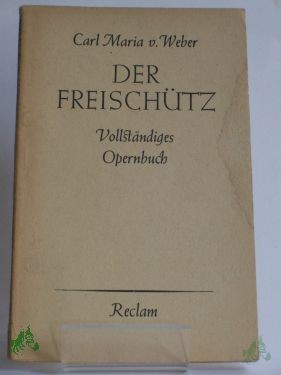 Carl Maria v. Weber
DER
FREISCHÜTZ
Vollständiges
Opernbuch
Reclam